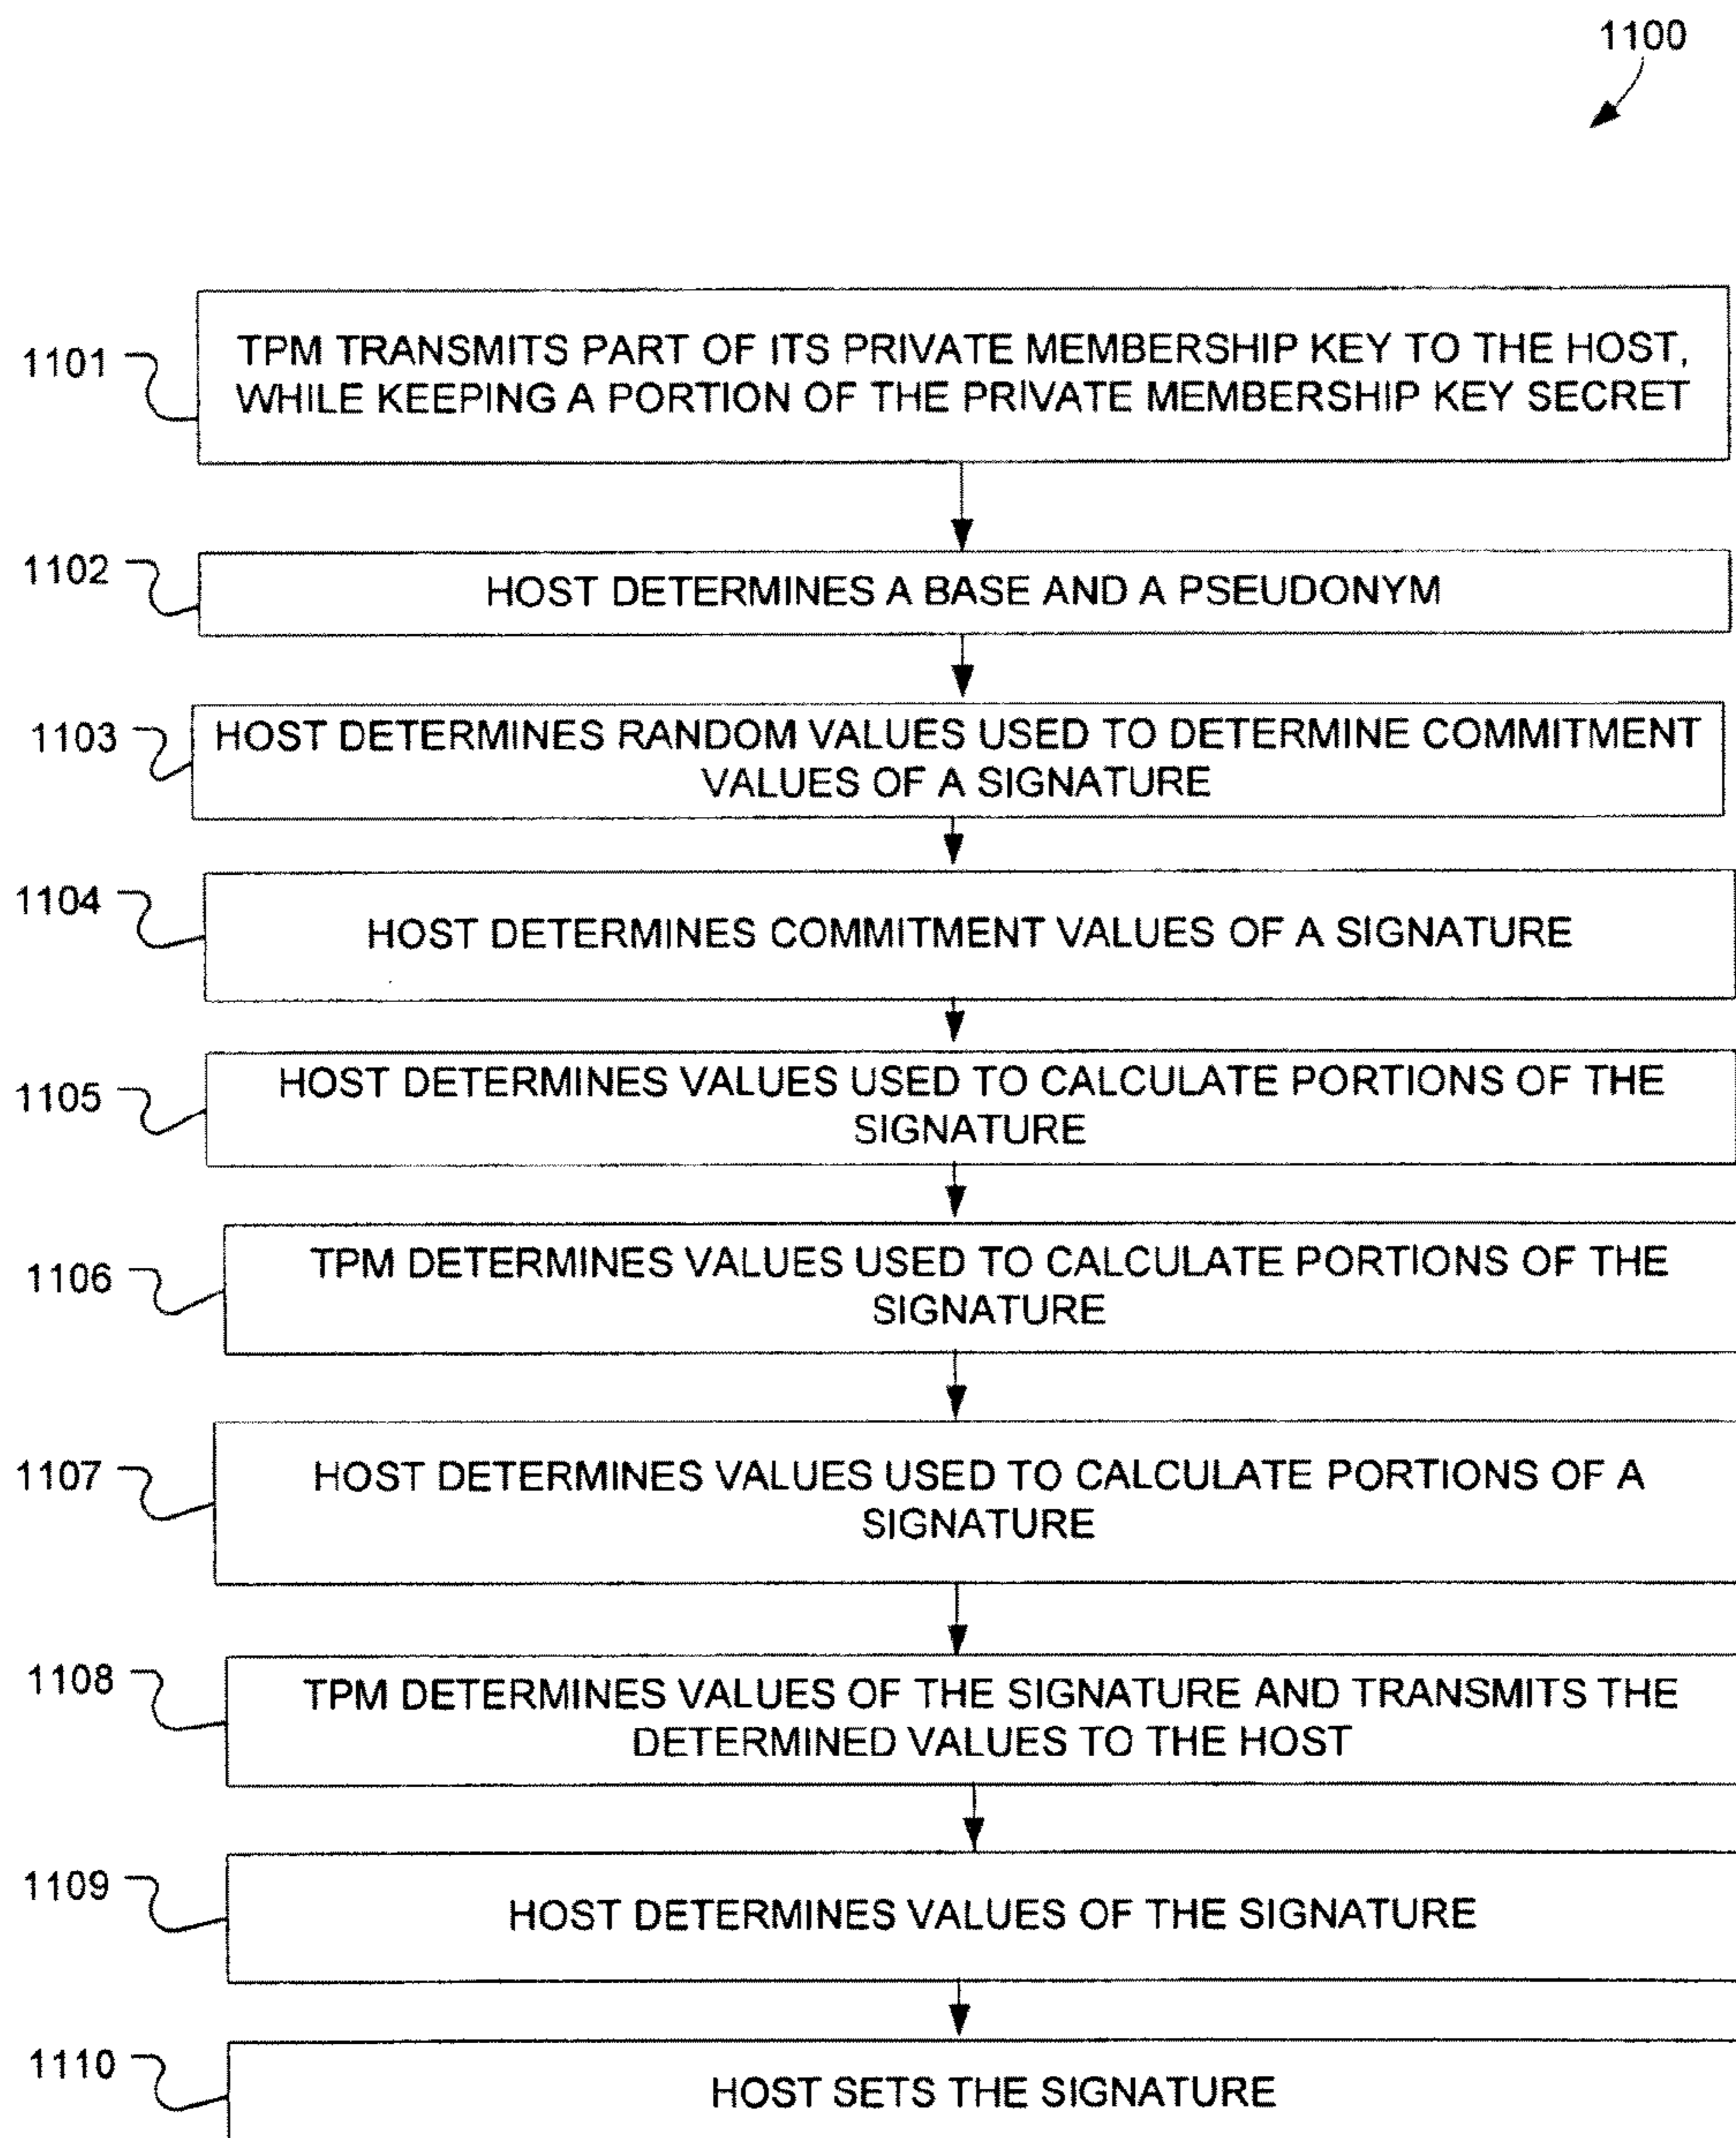 1100
1101
TPM TRANSMITS PART OF ITS PRIVATE MEMBERSHIP KEY TO THE HOST,
WHILE KEEPING A PORTION OF THE PRIVATE MEMBERSHIP KEY SECRET
1102
HOST DETERMINES A BASE AND A PSEUDONYM
1103
HOST DETERMINES RANDOM VALUES USED TO DETERMINE COMMITMENT
VALUES OF A SIGNATURE
1104
HOST DETERMINES COMMITMENT VALUES OF A SIGNATURE
1105
HOST DETERMINES VALUES USED TO CALCULATE PORTIONS OF THE
SIGNATURE
1106
TPM DETERMINES VALUES USED TO CALCULATE PORTIONS OF THE
SIGNATURE
1107
HOST DETERMINES VALUES USED TO CALCULATE PORTIONS OF A
SIGNATURE
1108
TPM DETERMINES VALUES OF THE SIGNATURE AND TRANSMITS THE
DETERMINED VALUES TO THE HOST
1109
HOST DETERMINES VALUES OF THE SIGNATURE
1110
HOST SETS THE SIGNATURE